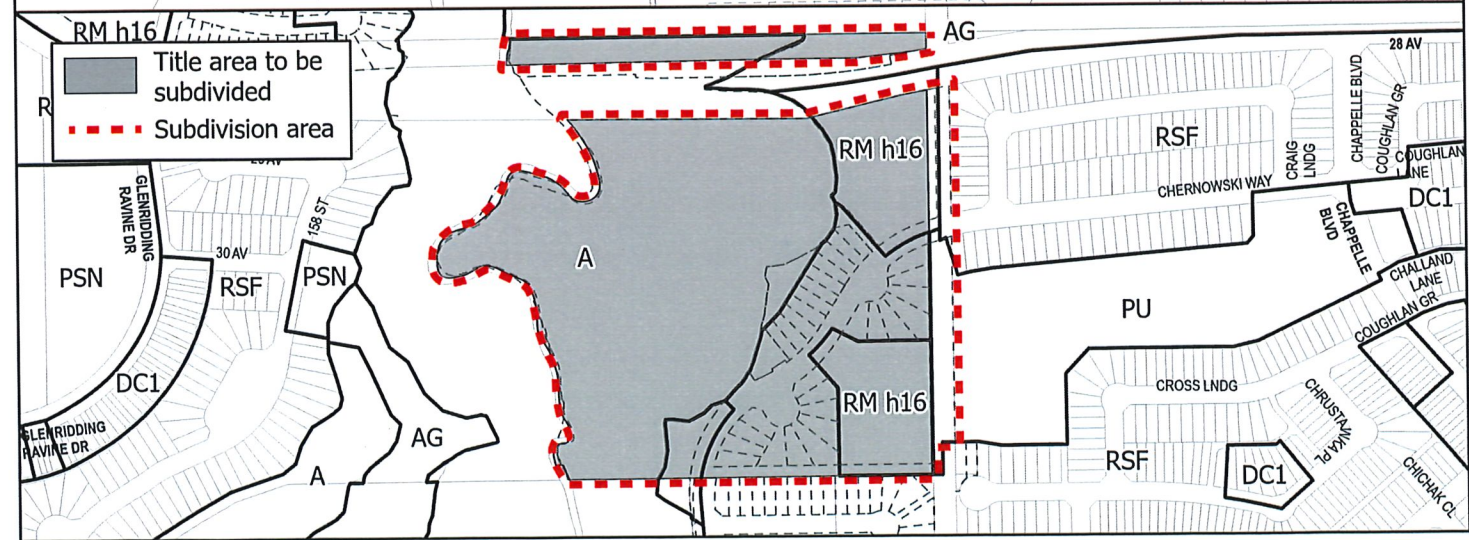 RM h16
AG
28 AV
Title area to be
subdivided
Subdivision area
R
CHAPPELLE BLVD
COUGHLAN GR
RSF
RM h16
CRAIG
LNDG
COUGHLAN
LANE
CHERNOWSKI WAY
DC1
GLENRIDDING
RAVINE DR
158 ST
CHAPPELLE
BLVD
30 AV
PSN
RSF
PSN
A
CHALLAND
LANE
PU
COUGHLAN GR
DC1
CROSS LNDG
RM h16
GLENRIDDING
RAVINE DR
AG
A
RSF
DC1
CHICHAK CL